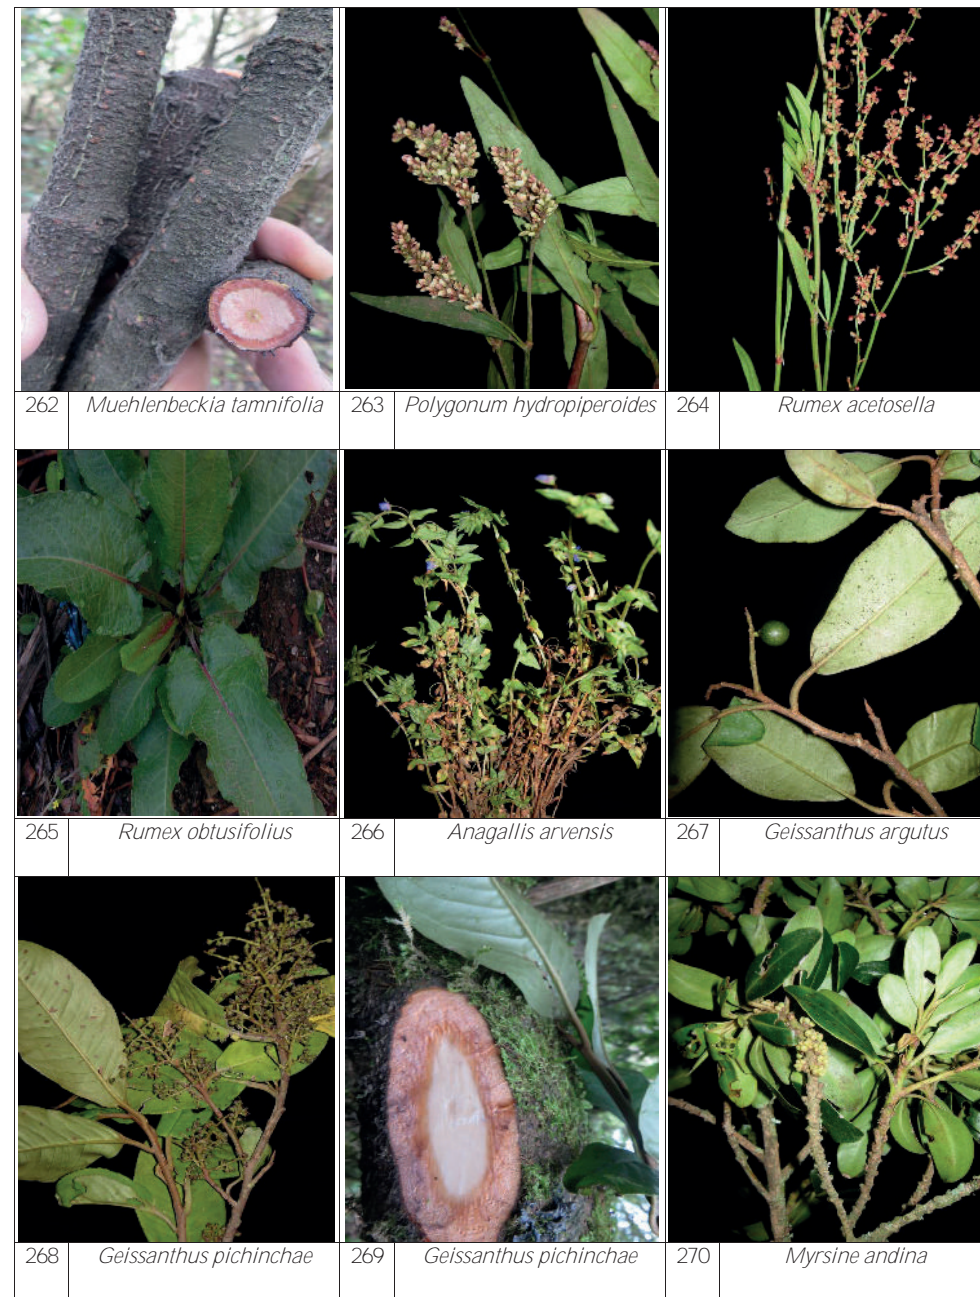 262 Muehlenbeckia tamnifolia 263 Polygonum hydropiperoides 264 Rumex acetosella
265 Rumex obtusifolius 266 Anagallis arvensis 267 Geissanthus argutus
268 Geissanthus pichinchae 269 Geissanthus pichinchae 270 Myrsine andina